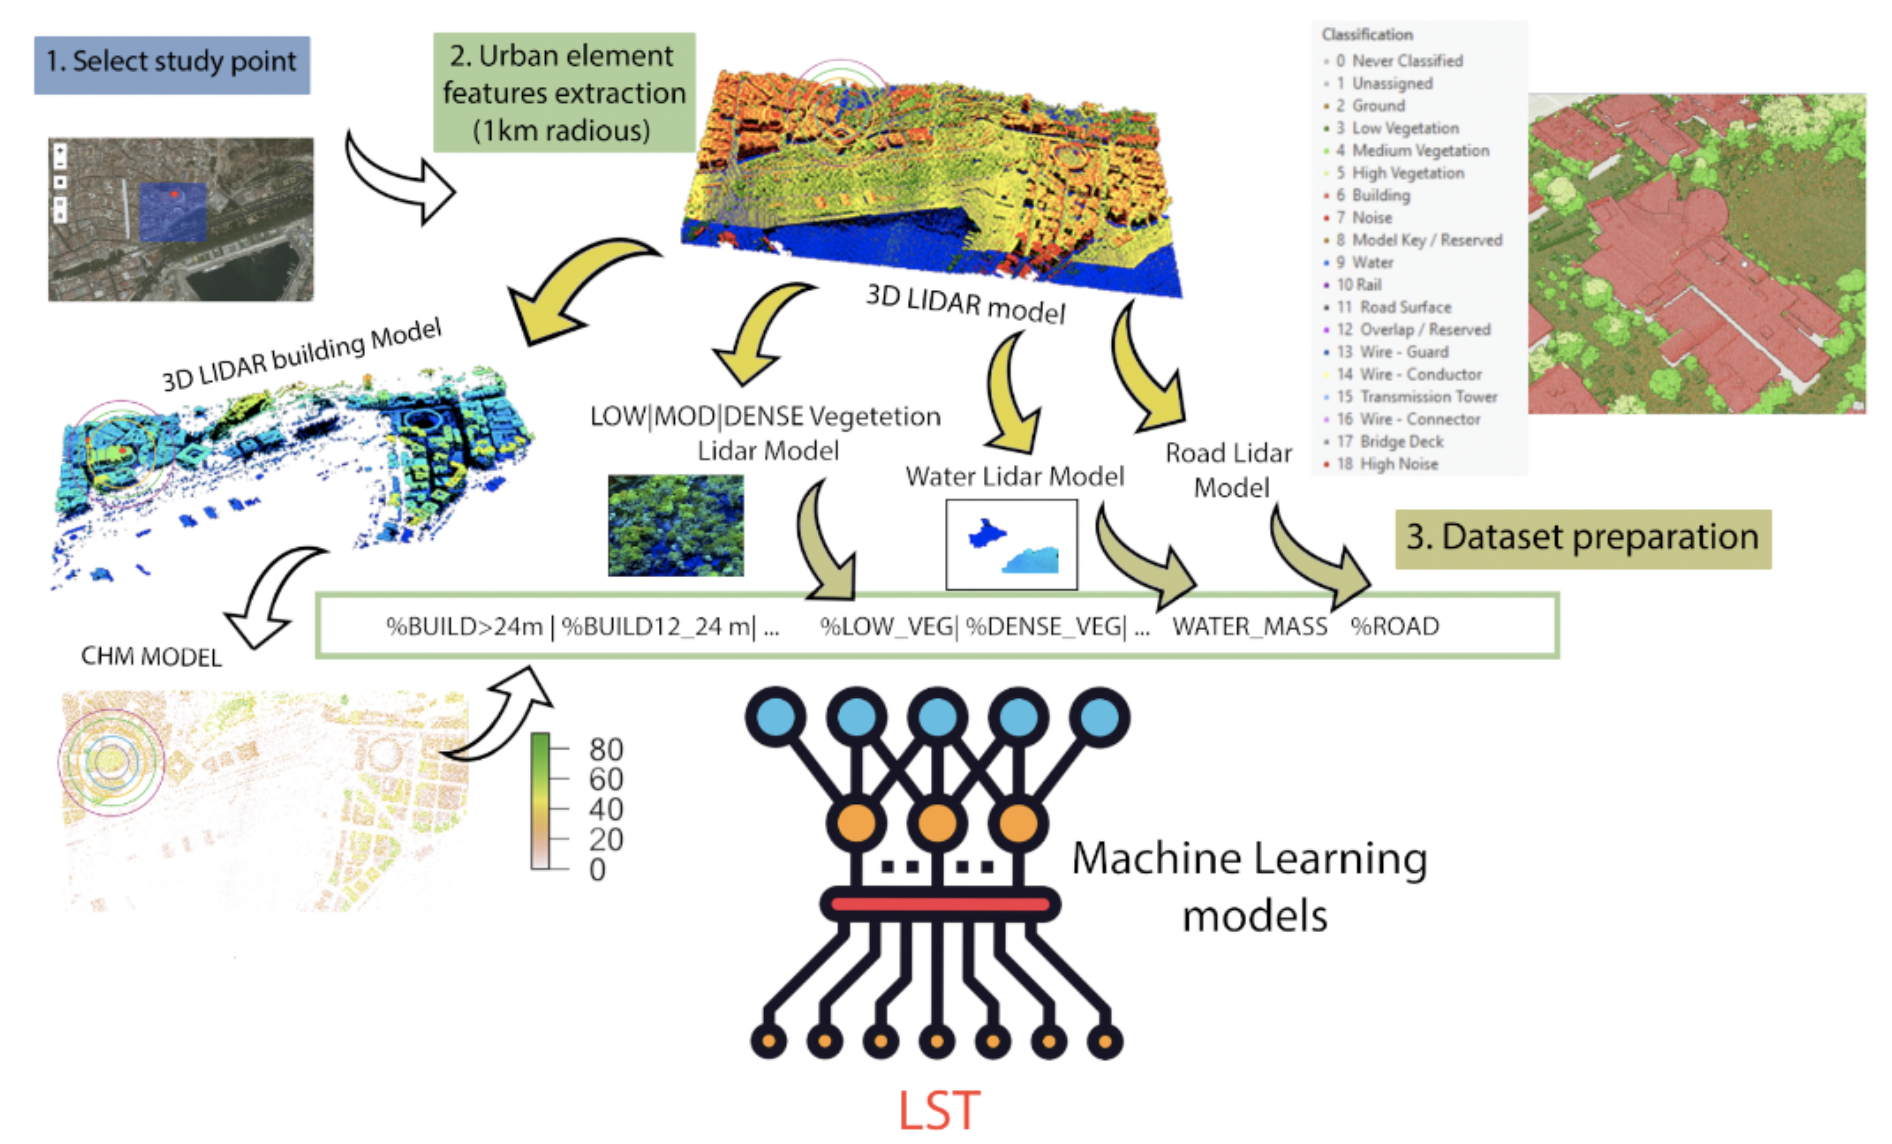 1. Select study point
2. Urban element
features extraction
(1km radious)
3D LIDAR model
Classification
0 Never Classified
1 Unassigned
2 Ground
3 Low Vegetation
4 Medium Vegetation
5 High Vegetation
6 Building
7 Noise
8 Model Key / Reserved
9 Water
10 Rail
11 Road Surface
12 Overlap / Reserved
13 Wire - Guard
14 Wire - Conductor
15 Transmission Tower
16 Wire - Connector
17 Bridge Deck
18 High Noise
3D LIDAR building Model
LOW|MOD|DENSE Vegetetion
Lidar Model
Water Lidar Model
Road Lidar
Model
3. Dataset preparation
%BUILD>24m | %BUILD12_24 m| ... %LOW_VEG| %DENSE_VEG| ... WATER_MASS %ROAD
CHM MODEL
80
60
40
20
0
Machine Learning
models
LST